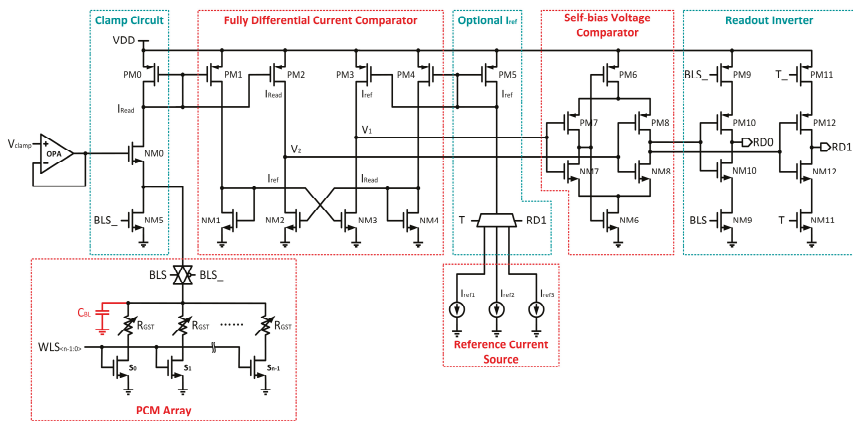 Clamp Circuit
Fully Differential Current Comparator
Optional Iref
Self-bias Voltage
Comparator
Readout Inverter
VDD
PM0
PM1
PM2
PM3
PM4
PM5
PM6
BLS_
PM9
T_
PM11
IRead
IRead
Iref
Iref
PM7
PM8
PM10
PM12
Vclamp
OPA
V1
V2
RD0
RD1
NM0
Iref
IRead
NM7
NM8
NM10
NM12
BLS_
NM5
NM1
NM2
NM3
NM4
T
RD1
NM6
BLS
NM9
T
NM11
BLS
BLS_
CBL
RGST
RGST
......
RGST
Iref1
Iref2
Iref3
WLS<n-1:0>
S0
S1
Sn-1
Reference Current
Source
PCM Array